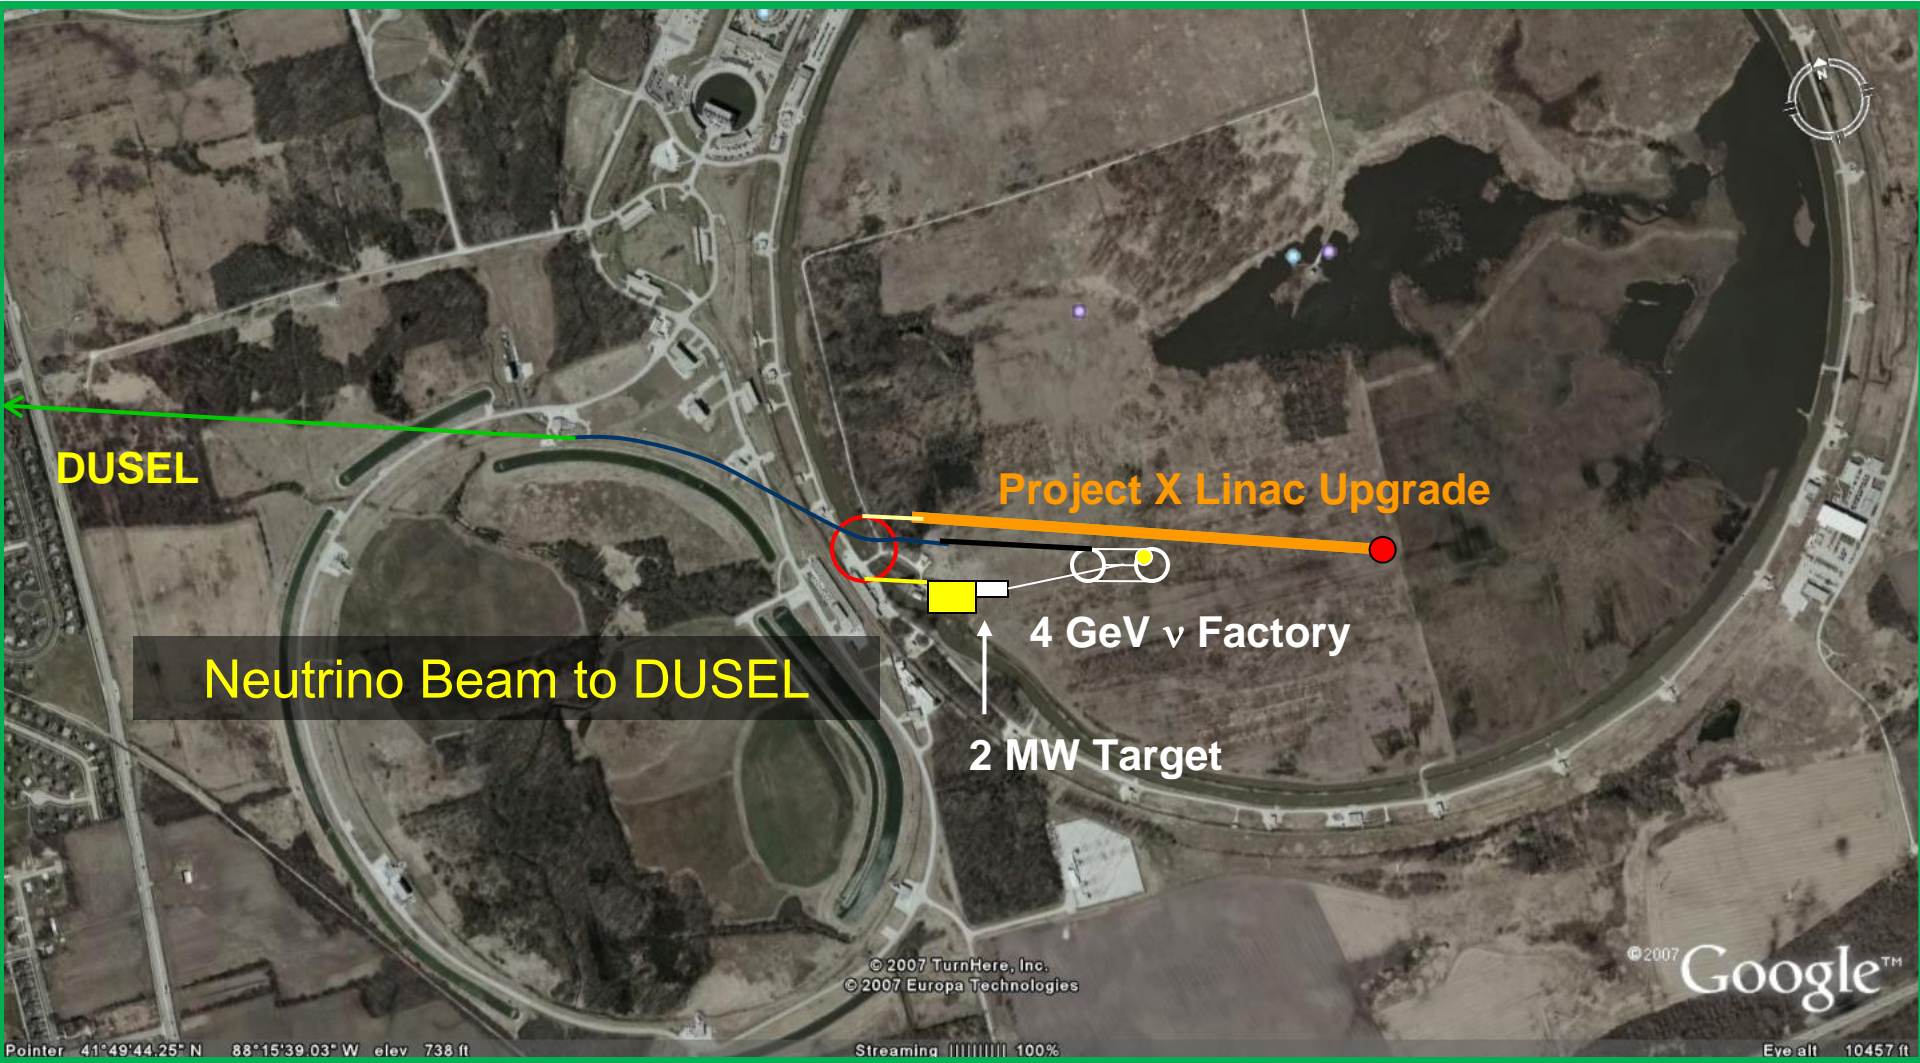 N
DUSEL
Project X Linac Upgrade
4 GeV ν Factory
Neutrino Beam to DUSEL
2 MW Target
© 2007 TurnHere, Inc.
© 2007 Europa Technologies
©2007 Google™
Pointer 41°49'44.25" N 88°15'39.03" W elev 738 ft Streaming |||||||||| 100% Eye alt 10457 ft